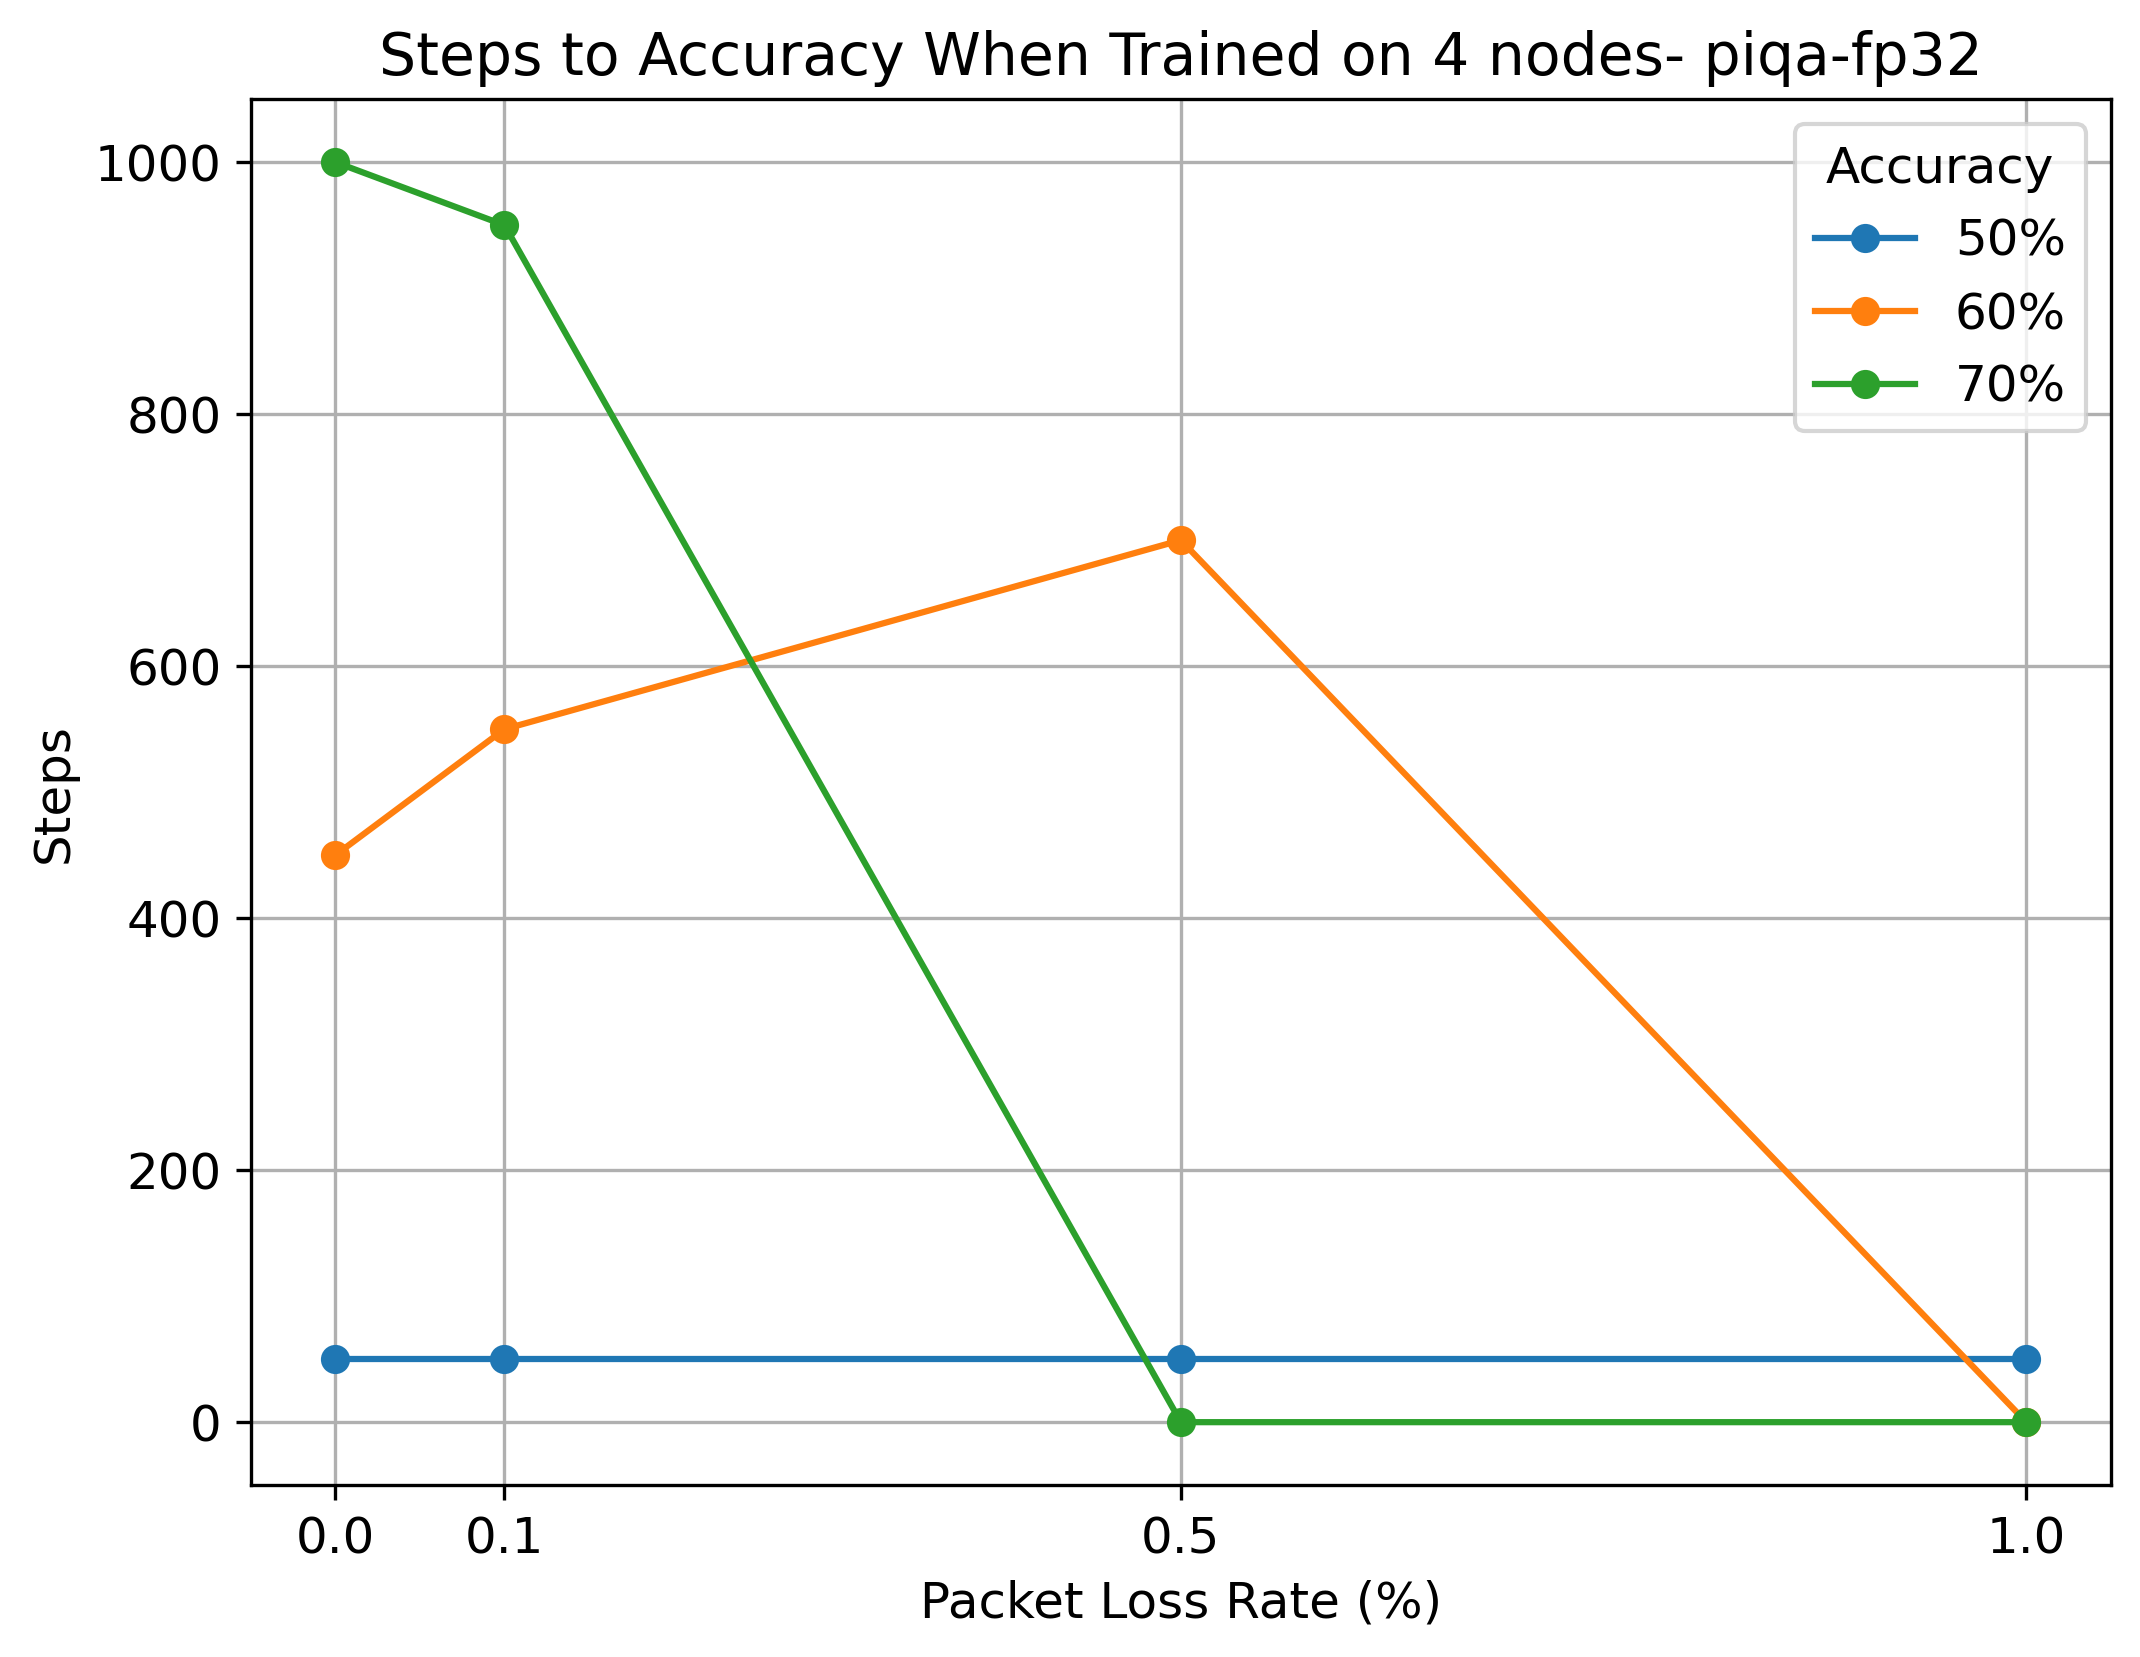 Steps to Accuracy When Trained on 4 nodes- piqa-fp32
Accuracy
50%
60%
70%
1000
800
600
400
200
0
Steps
0.0 0.1 0.5 1.0
Packet Loss Rate (%)